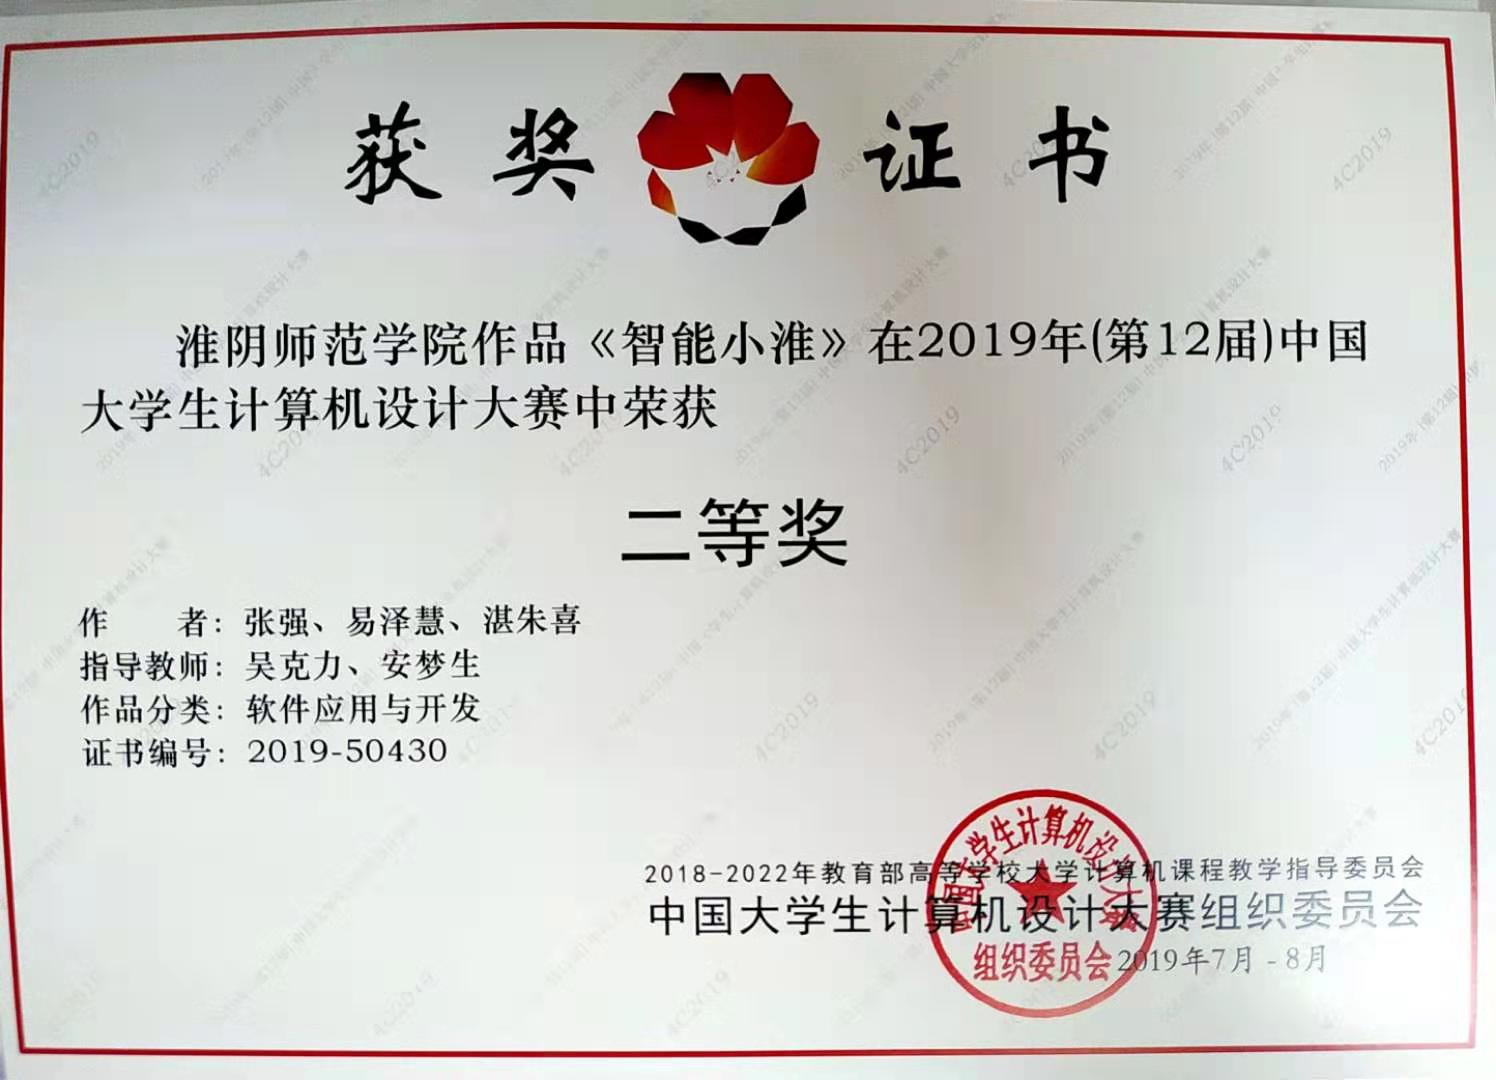 获奖证书
淮阴师范学院作品《智能小淮》在2019年(第12届)中国
大学生计算机设计大赛中荣获
二等奖
作　　者：张强、易泽慧、湛朱喜
指导教师：吴克力、安梦生
作品分类：软件应用与开发
证书编号：2019-50430
2018-2022年教育部高等学校大学计算机课程教学指导委员会
中国大学生计算机设计大赛组织委员会
2019年7月 - 8月
中国大学生计算机设计大赛
组织委员会
4C2019
2019年 (第12届) 中国大学生计算机设计大赛